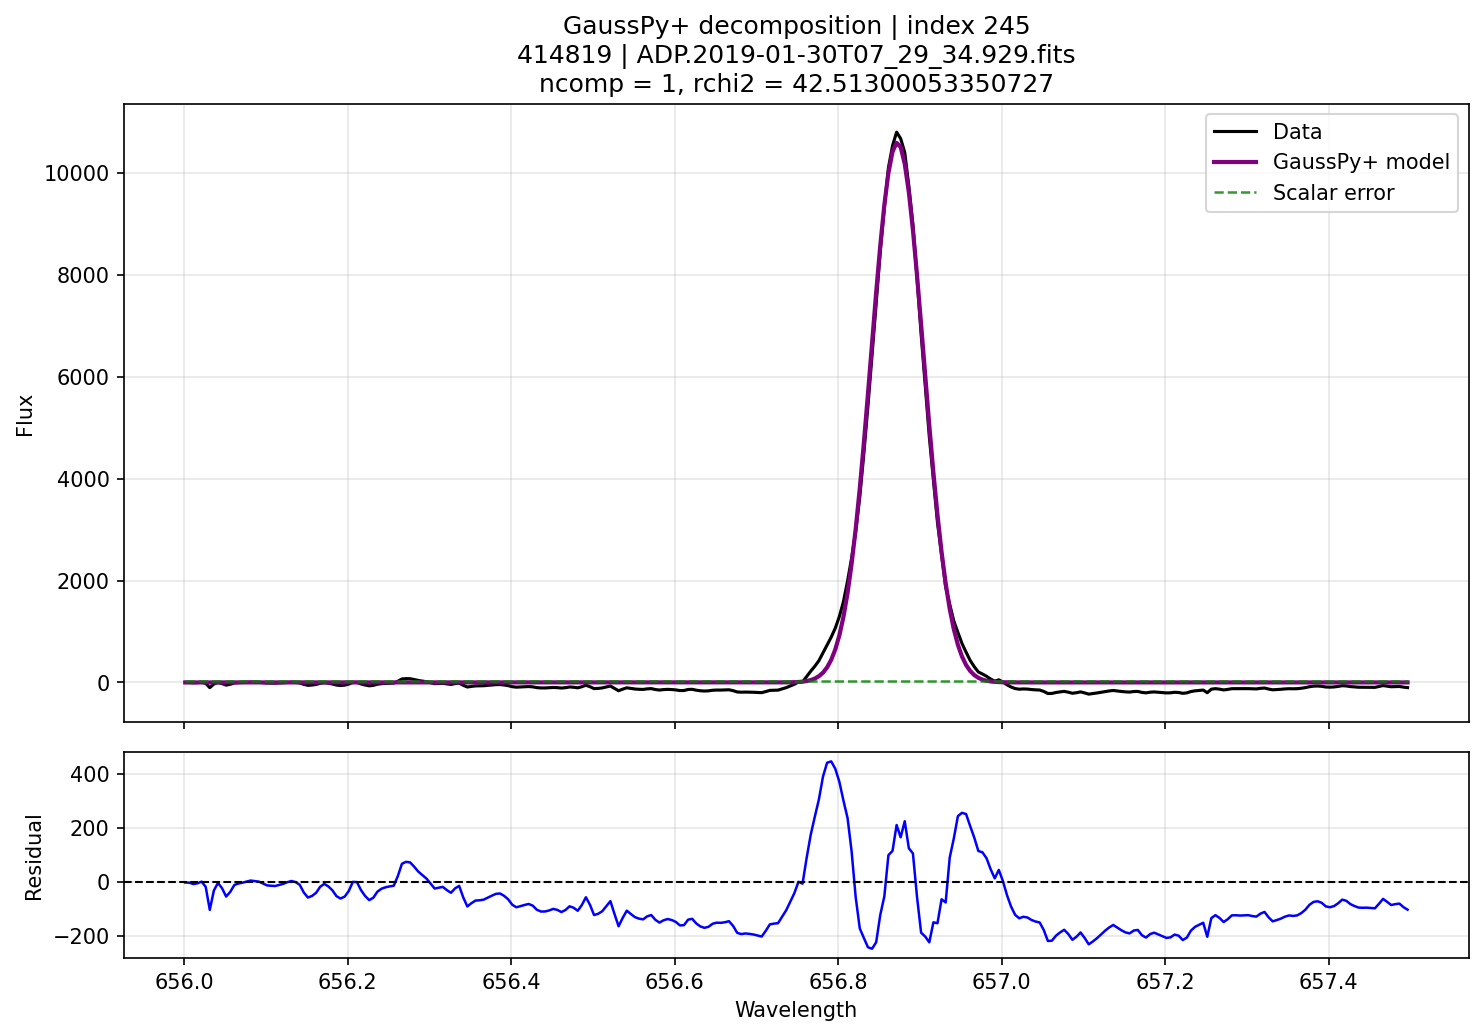 GaussPy+ decomposition | index 245
414819 | ADP.2019-01-30T07_29_34.929.fits
ncomp = 1, rchi2 = 42.51300053350727
Data
GaussPy+ model
Scalar error
Flux
10000
8000
6000
4000
2000
0
Residual
400
200
0
−200
656.0 656.2 656.4 656.6 656.8 657.0 657.2 657.4
Wavelength